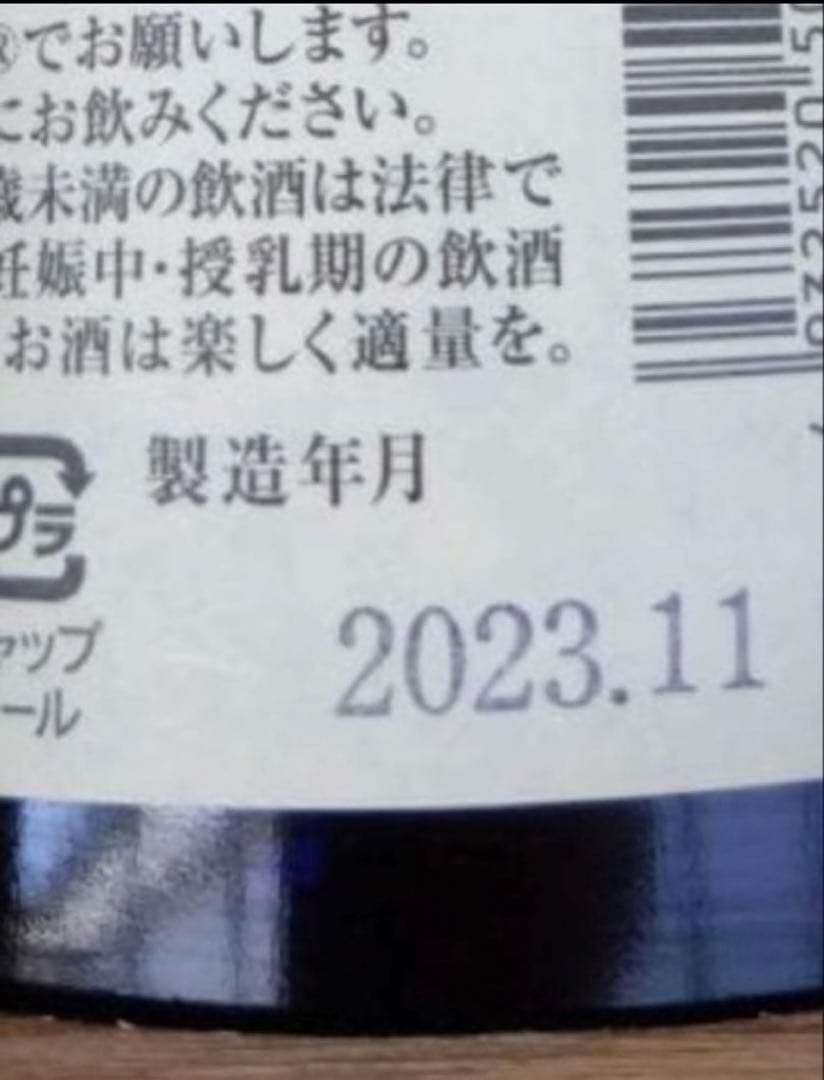 でお願いします。
にお飲みください。
歳未満の飲酒は法律で
妊娠中・授乳期の飲酒
お酒は楽しく適量を。
製造年月
プラ
2023.11
ャップ
ール